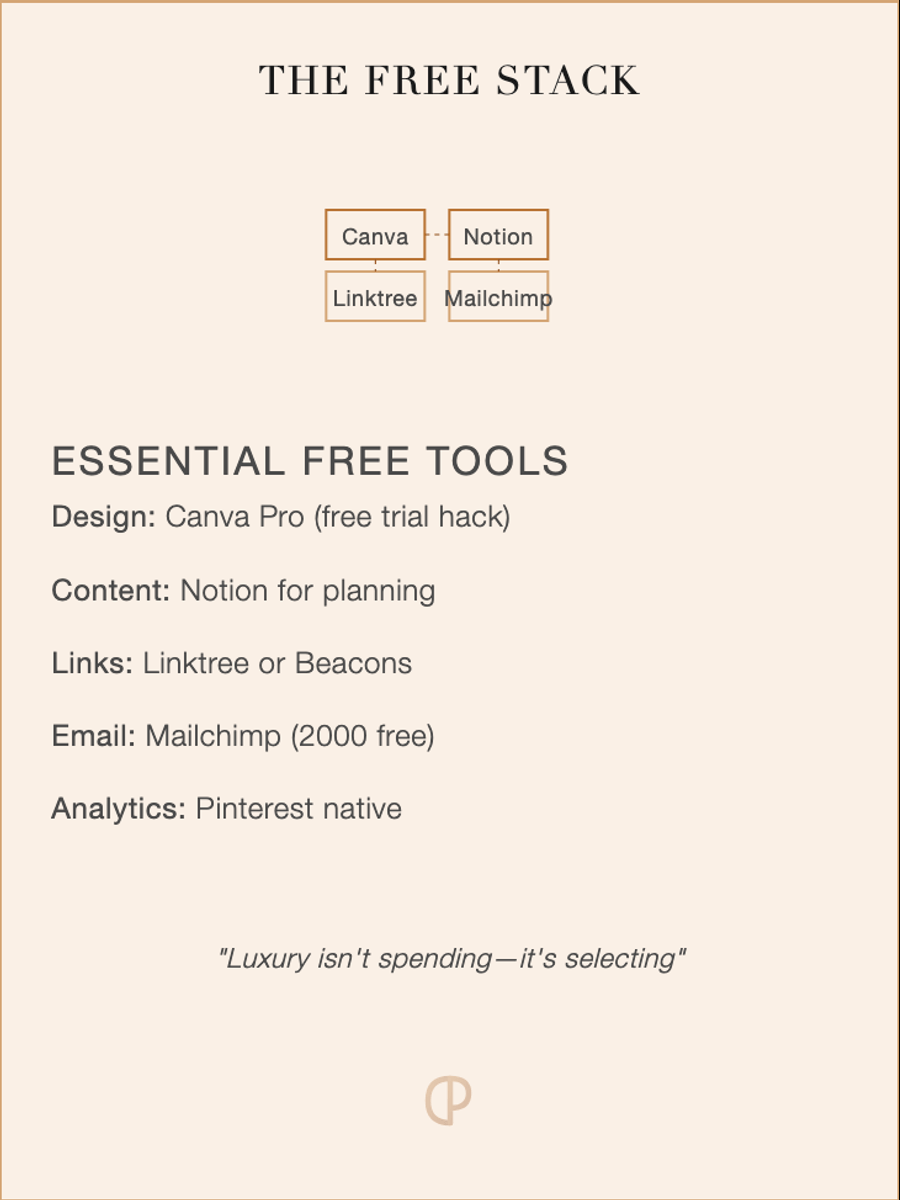 THE FREE STACK
Canva Notion
Linktree Mailchimp
ESSENTIAL FREE TOOLS
Design: Canva Pro (free trial hack)
Content: Notion for planning
Links: Linktree or Beacons
Email: Mailchimp (2000 free)
Analytics: Pinterest native
"Luxury isn't spending—it's selecting"